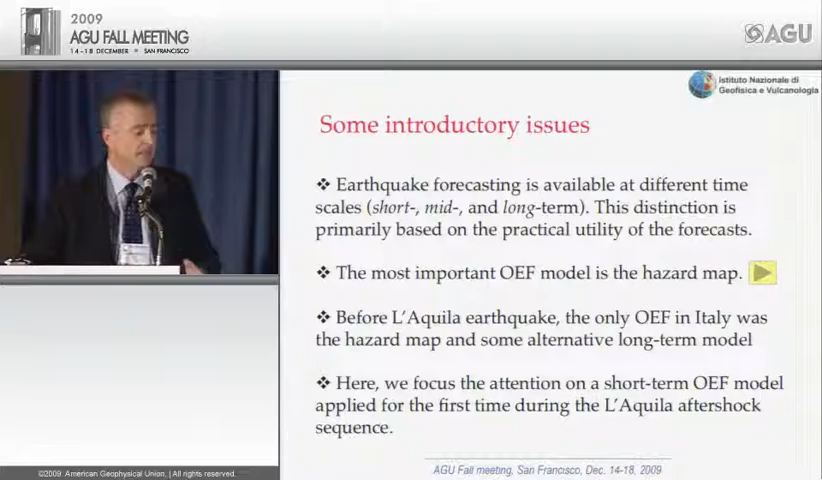 2009
AGU FALL MEETING
14-18 DECEMBER • SAN FRANCISCO
AGU
Istituto Nazionale di
Geofisica e Vulcanologia
Some introductory issues
❖ Earthquake forecasting is available at different time
scales (short-, mid-, and long-term). This distinction is
primarily based on the practical utility of the forecasts.
❖ The most important OEF model is the hazard map.
❖ Before L'Aquila earthquake, the only OEF in Italy was
the hazard map and some alternative long-term model
❖ Here, we focus the attention on a short-term OEF model
applied for the first time during the L'Aquila aftershock
sequence.
©2009. American Geophysical Union. | All rights reserved.
AGU Fall meeting, San Francisco, Dec. 14-18, 2009